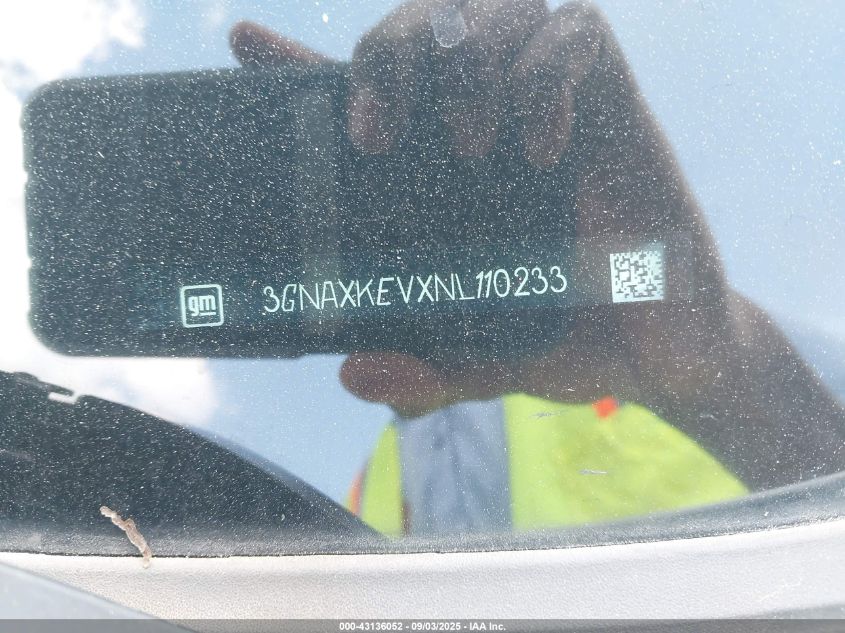 gm 3GNAXKEVXNL110233
000-43136052 - 09/03/2025 - IAA Inc.